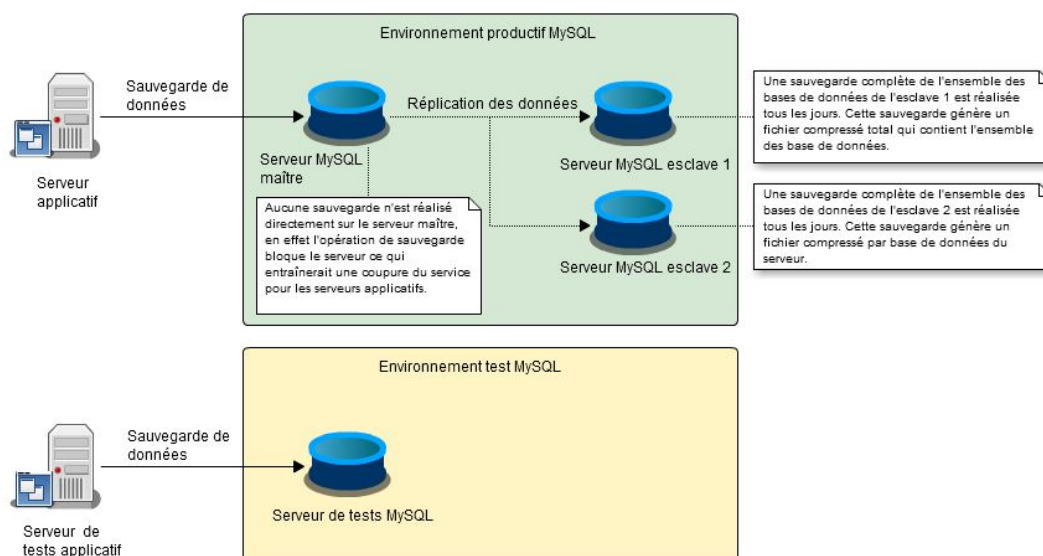 Environnement productif MySQL
Sauvegarde de
données
Réplication des données
Serveur
applicatif
Serveur MySQL
maître
Serveur MySQL esclave 1
Une sauvegarde complète de l'ensemble des
bases de données de l'esclave 1 est réalisée
tous les jours. Cette sauvegarde génère un
fichier compressé total qui contient l'ensemble
des base de données.
Aucune sauvegarde n'est réalisé
directement sur le serveur maître,
en effet l'opération de sauvegarde
bloque le serveur ce qui
entraînerait une coupure du service
pour les serveurs applicatifs.
Serveur MySQL esclave 2
Une sauvegarde complète de l'ensemble des
bases de données de l'esclave 2 est réalisée
tous les jours. Cette sauvegarde génère un
fichier compressé par base de données du
serveur.
Environnement test MySQL
Sauvegarde de
données
Serveur de
tests applicatif
Serveur de tests MySQL